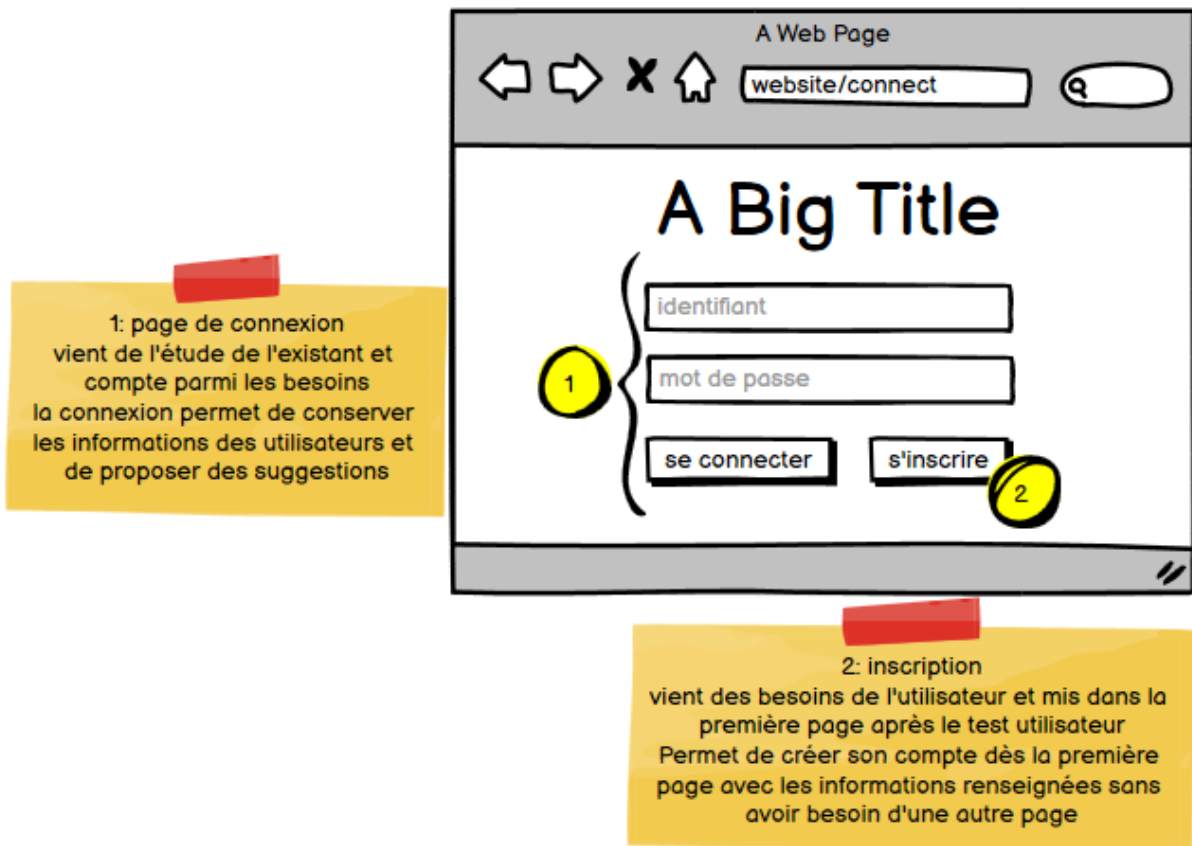 A Web Page
website/connect
A Big Title
identifiant
mot de passe
se connecter
s'inscrire
1
2
1: page de connexion
vient de l'étude de l'existant et
compte parmi les besoins
la connexion permet de conserver
les informations des utilisateurs et
de proposer des suggestions
2: inscription
vient des besoins de l'utilisateur et mis dans la
première page après le test utilisateur
Permet de créer son compte dès la première
page avec les informations renseignées sans
avoir besoin d'une autre page